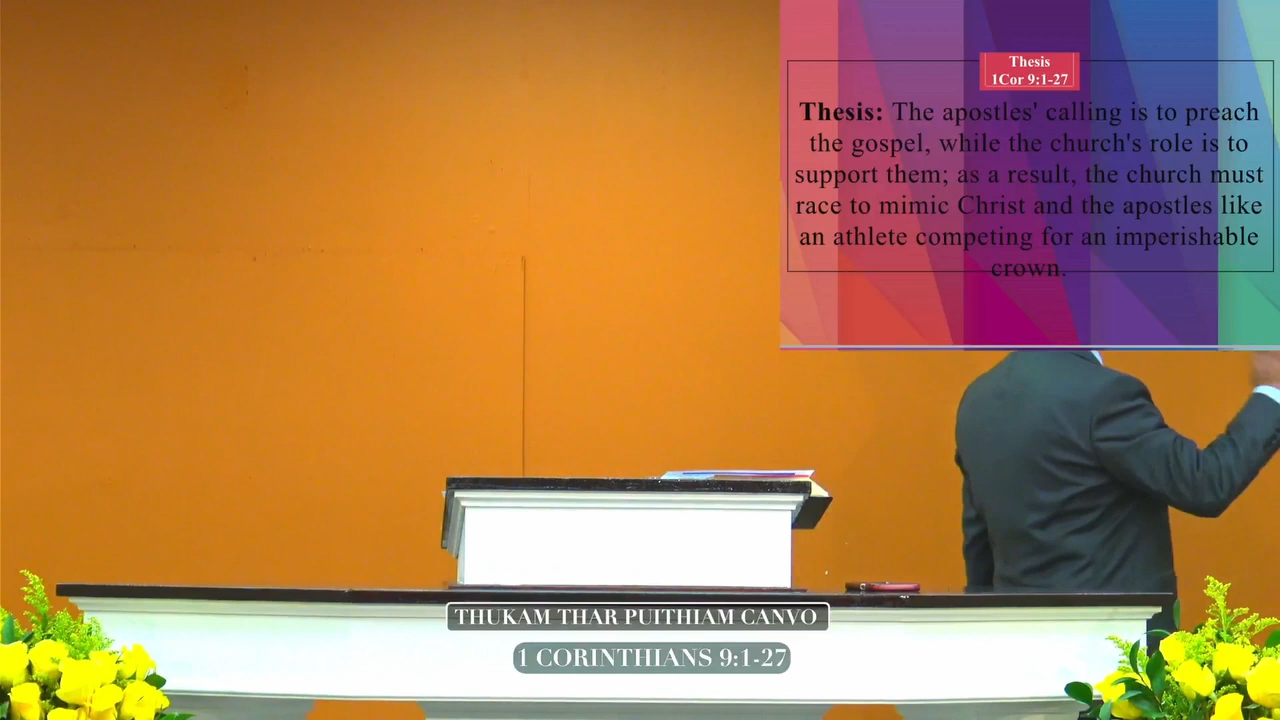 Thesis
1Cor 9:1-27
Thesis: The apostles' calling is to preach
the gospel, while the church's role is to
support them; as a result, the church must
race to mimic Christ and the apostles like
an athlete competing for an imperishable
crown.
THUKAM THAR PUITHIAM CANVO
1 CORINTHIANS 9:1-27